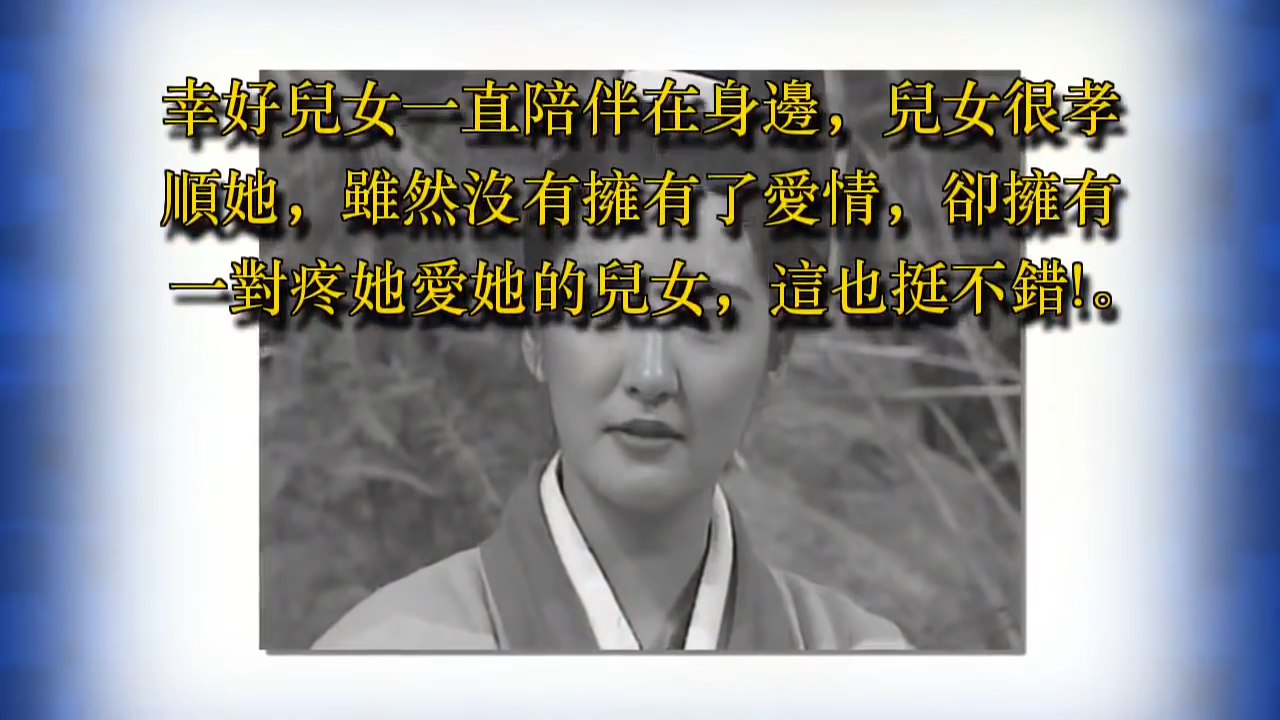 幸好兒女一直陪伴在身邊，兒女很孝
順她，雖然沒有擁有了愛情，卻擁有
一對疼她愛她的兒女，這也挺不錯!。